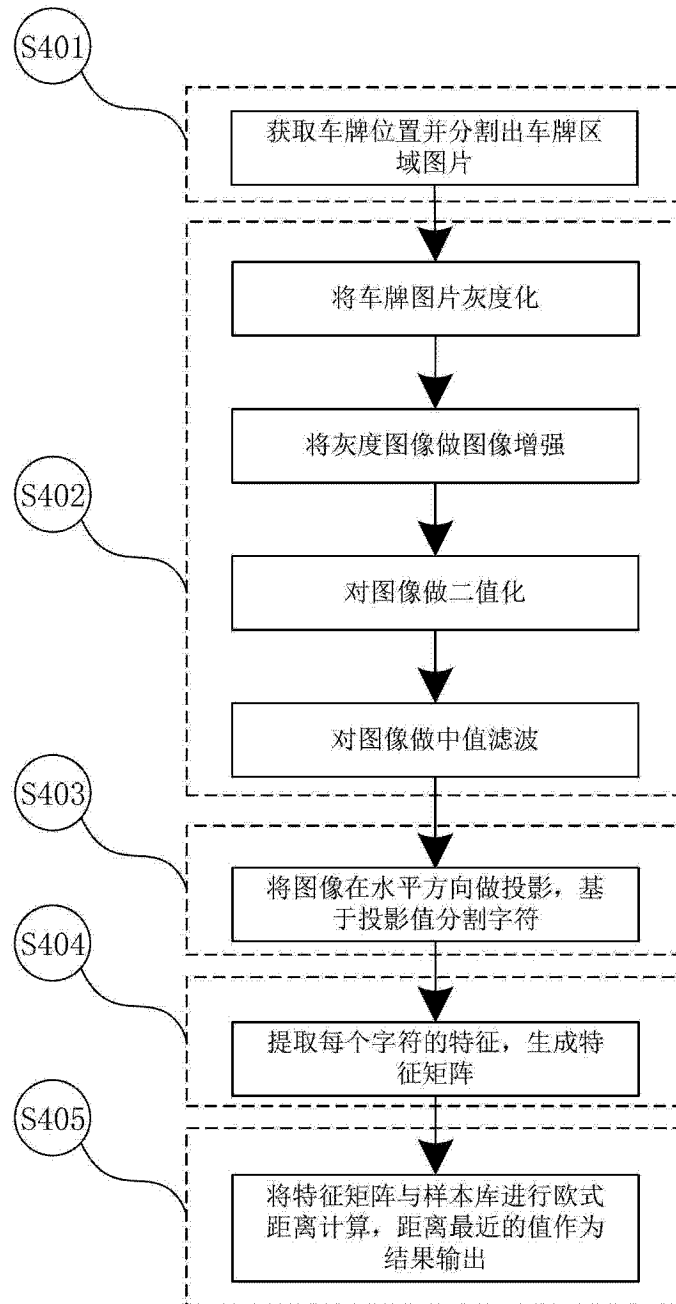 S401
获取车牌位置并分割出车牌区
域图片
将车牌图片灰度化
将灰度图像做图像增强
S402
对图像做二值化
对图像做中值滤波
S403
将图像在水平方向做投影，基
于投影值分割字符
S404
提取每个字符的特征，生成特
征矩阵
S405
将特征矩阵与样本库进行欧式
距离计算，距离最近的值作为
结果输出